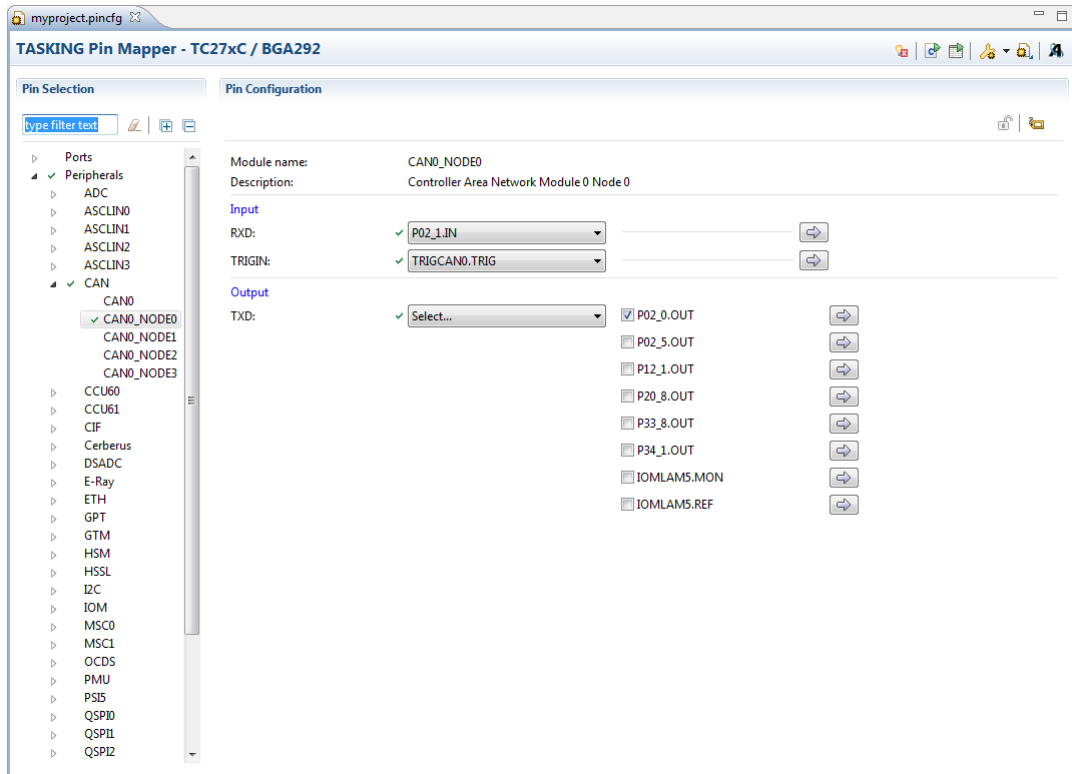 myproject.pincfg
TASKING Pin Mapper - TC27xC / BGA292
Pin Selection
type filter text
Ports
Peripherals
ADC
ASCLIN0
ASCLIN1
ASCLIN2
ASCLIN3
CAN
CAN0
CAN0_NODE0
CAN0_NODE1
CAN0_NODE2
CAN0_NODE3
CCU60
CCU61
CIF
Cerberus
DSADC
E-Ray
ETH
GPT
GTM
HSM
HSSL
I2C
IOM
MSC0
MSC1
OCDS
PMU
PSI5
QSPI0
QSPI1
QSPI2
Pin Configuration
Module name: CAN0_NODE0
Description: Controller Area Network Module 0 Node 0
Input
RXD: P02_1.IN
TRIGIN: TRIGCAN0.TRIG
Output
TXD: Select... P02_0.OUT
P02_5.OUT
P12_1.OUT
P20_8.OUT
P33_8.OUT
P34_1.OUT
IOMLAM5.MON
IOMLAM5.REF